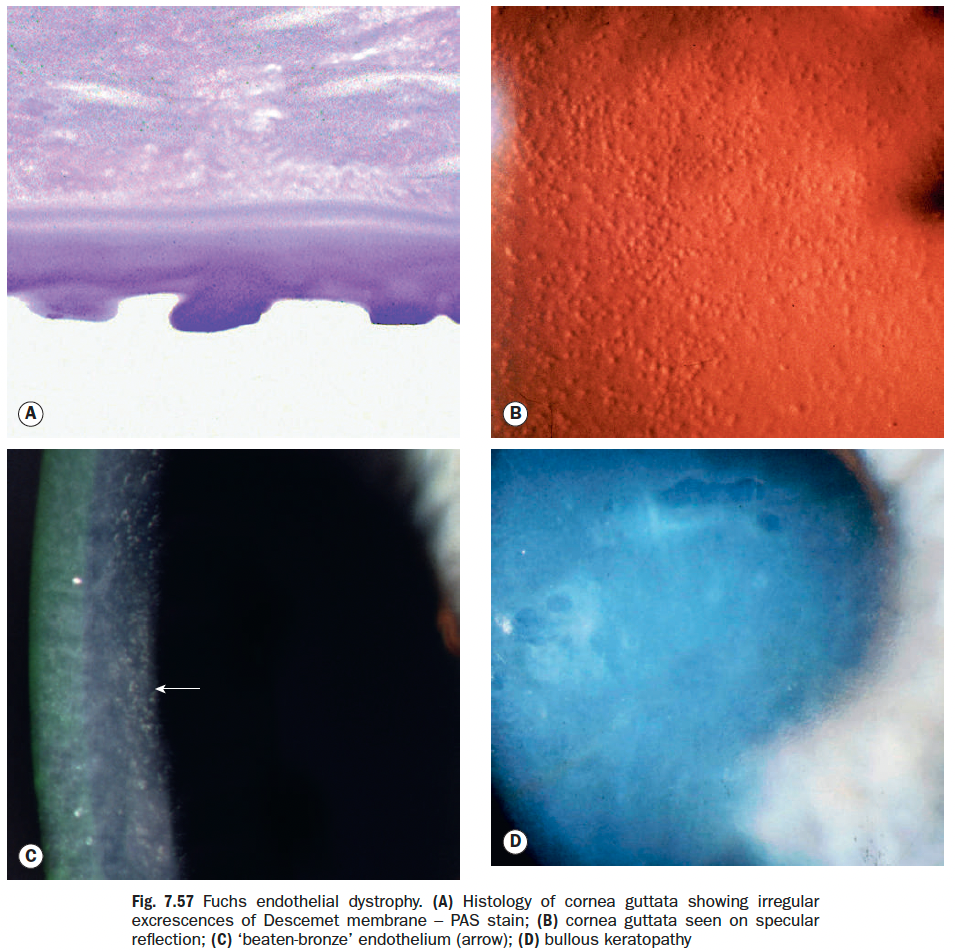 A
B
C
D
Fig. 7.57 Fuchs endothelial dystrophy. (A) Histology of cornea guttata showing irregular
excrescences of Descemet membrane – PAS stain; (B) cornea guttata seen on specular
reflection; (C) ‘beaten-bronze’ endothelium (arrow); (D) bullous keratopathy